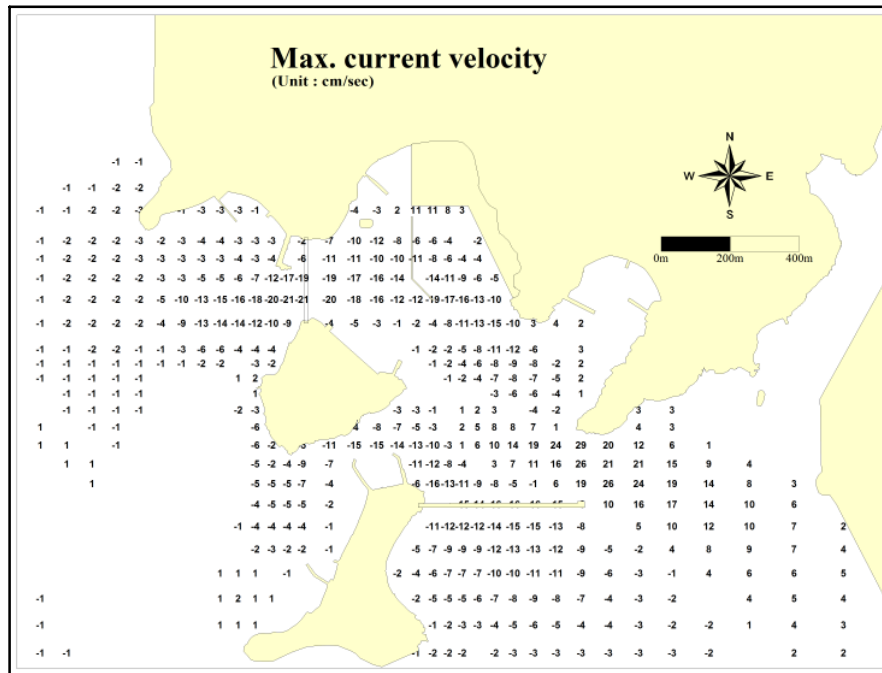 Max. current velocity
(Unit : cm/sec)
N
W E
S
0m 200m 400m
-1 -1
-1 -1 -2 -2
-1 -1 -2 -2 -3 -3 -3 -1 -4 -3 2 11 11 8 3
-1 -2 -2 -2 -3 -2 -3 -4 -4 -3 -3 -3 -2 -7 -10 -12 -8 -6 -6 -4 -2
-1 -2 -2 -2 -2 -3 -3 -3 -3 -4 -3 -4 -6 -11 -11 -10 -10 -11 -8 -6 -4 -4
-1 -2 -2 -2 -2 -3 -3 -5 -5 -6 -7 -12 -17 -19 -19 -17 -16 -14 -14 -11 -9 -6 -5
-1 -2 -2 -2 -2 -5 -10 -13 -15 -16 -18 -20 -21 -21 -20 -18 -16 -12 -12 -19 -17 -16 -13 -10
-1 -2 -2 -2 -2 -4 -9 -13 -14 -14 -12 -10 -9 -4 -5 -3 -1 -2 -4 -8 -11 -13 -15 -10 3 4 2
-1 -1 -2 -2 -1 -1 -3 -6 -6 -4 -4 -4 -1 -2 -2 -5 -8 -11 -12 -6 3
-1 -1 -1 -1 -1 -1 -1 -2 -2 -3 -2 -1 -2 -4 -6 -8 -9 -8 -2 2
-1 -1 -1 -1 -1 1 2 -1 -2 -4 -7 -8 -7 -5 2
-1 -1 -1 -1 1 -3 -6 -6 -4 1
-1 -1 -1 -1 -2 -3 -3 -3 -1 1 2 3 -4 -2 3 3
1 -1 -1 -6 -8 -7 -5 -3 2 5 8 8 7 1 4 3
1 1 -1 -6 -2 -11 -15 -15 -14 -13 -10 -3 1 6 10 14 19 24 29 20 12 6 1
1 1 -5 -2 -4 -9 -7 -11 -12 -8 -4 3 7 11 16 26 21 21 15 9 4
1 -5 -5 -5 -7 -4 -6 -16 -13 -11 -9 -8 -5 -1 6 19 26 24 19 14 8 3
-4 -5 -5 -5 -2 10 16 17 14 10 6
-1 -4 -4 -4 -4 -1 -11 -12 -12 -12 -14 -15 -15 -13 -8 5 10 12 10 7 2
-2 -3 -2 -2 -1 -5 -7 -9 -9 -9 -12 -13 -13 -12 -9 -5 -2 4 8 9 7 4
1 1 1 -1 -2 -4 -6 -7 -7 -7 -10 -10 -11 -11 -9 -6 -3 -1 4 6 6 5
-1 1 2 1 1 -2 -5 -5 -5 -6 -7 -8 -9 -8 -7 -4 -3 -2 4 5 4
-1 1 1 1 -1 -2 -3 -3 -4 -5 -6 -5 -4 -4 -3 -2 -2 1 4 3
-1 -1 -1 -2 -2 -2 -2 -3 -3 -3 -3 -3 -3 -3 -2 2 2